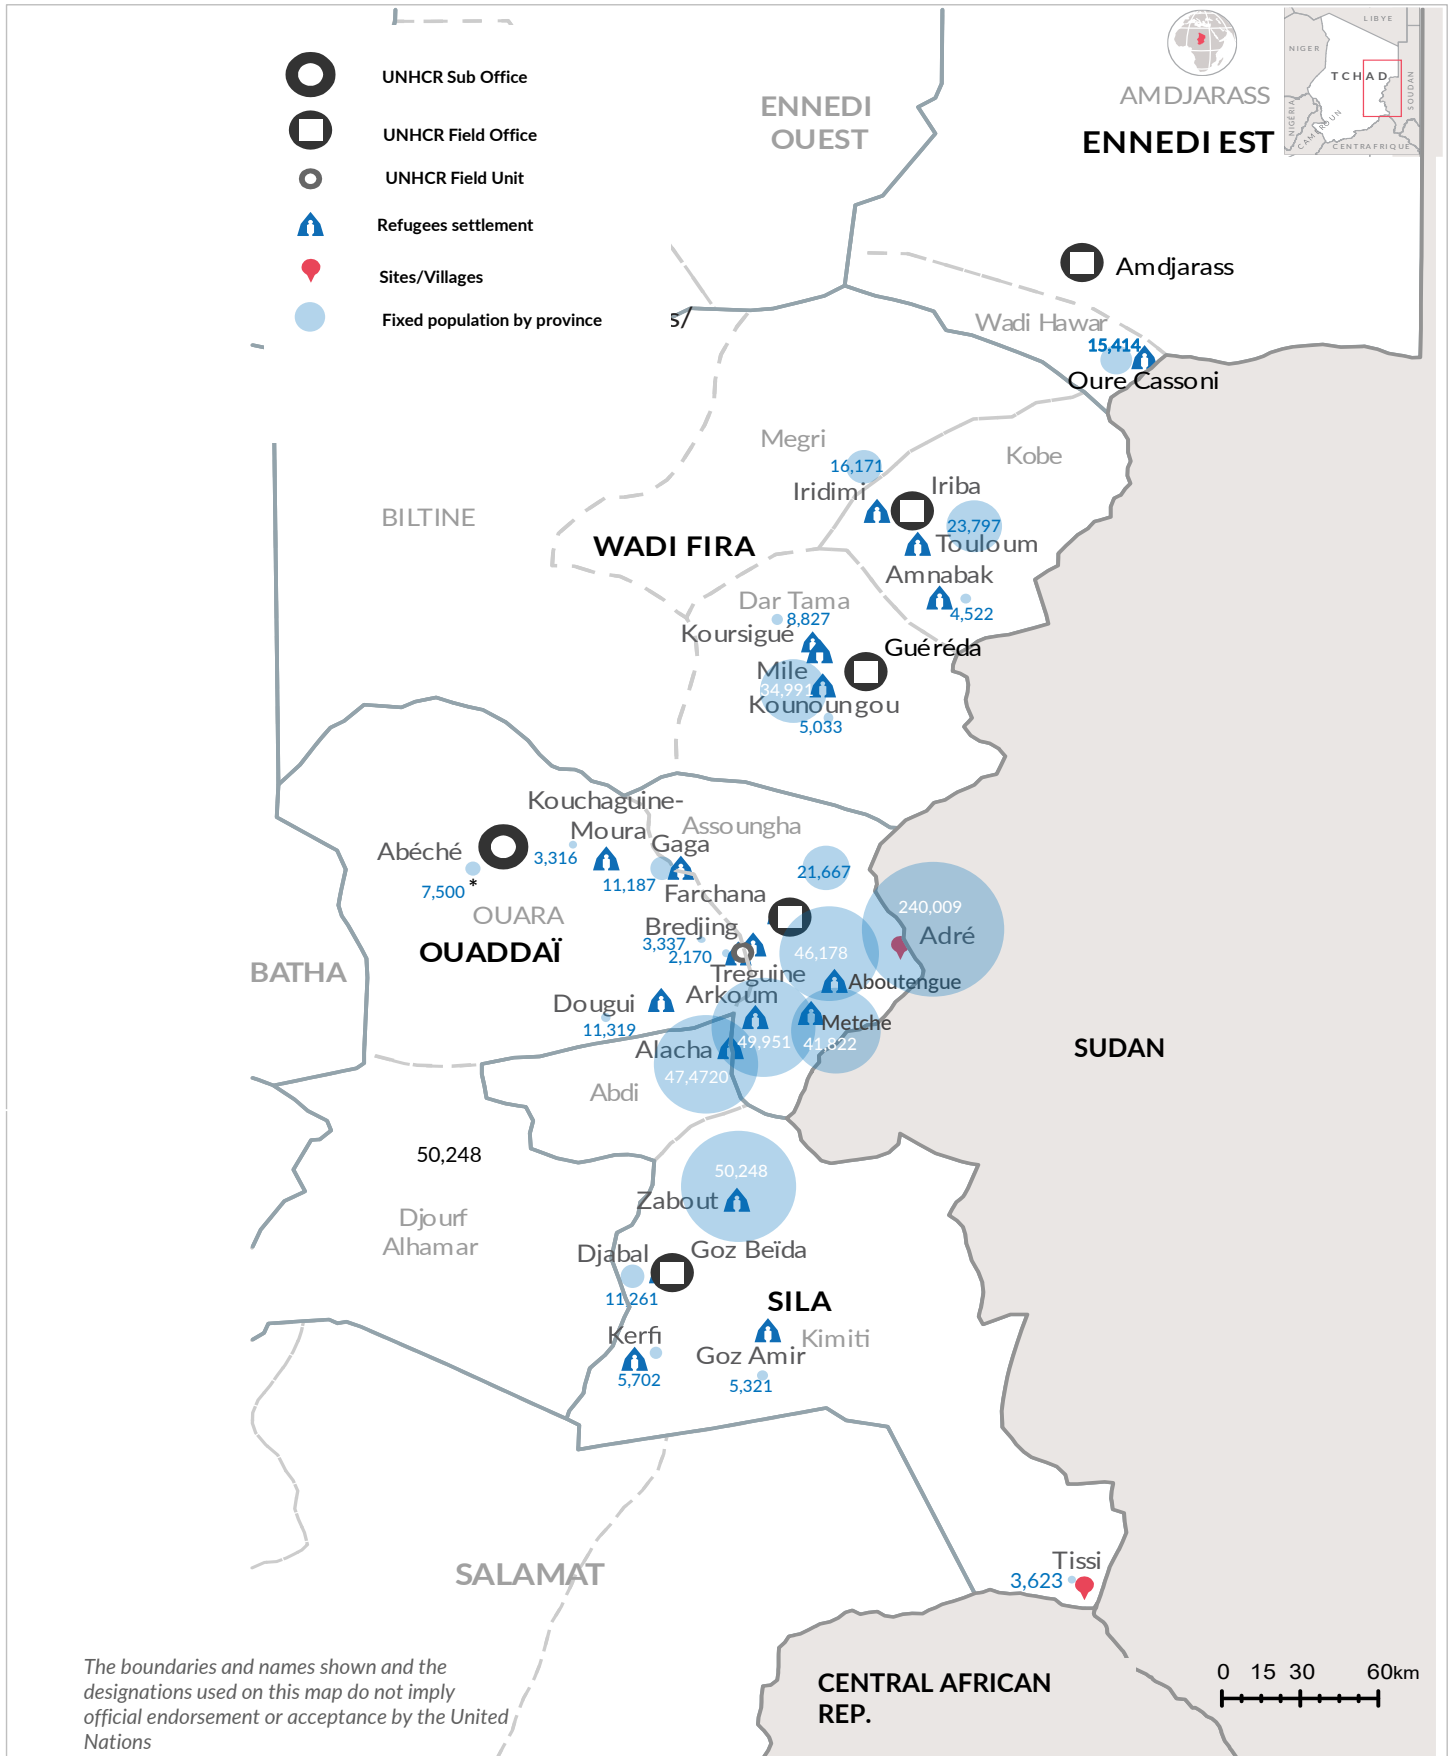 UNHCR Sub Office
UNHCR Field Office
UNHCR Field Unit
Refugees settlement
Sites/Villages
Fixed population by province
s/
ENNEDI
OUEST
AMDJARASS
ENNEDI EST
LIBYE
NIGER
TCHAD
SOUDAN
NIGERIA
CAMEROUN
CENTRAFRIQUE
Amdjarass
Wadi Hawar
15,414
Oure Cassoni
Megri
16,171
Kobe
Iridimi
Iriba
23,797
Touloum
BILTINE
WADI FIRA
Amnabak
4,522
Dar Tama
8,827
Koursigué
Guéréda
Mile
34,991
Kounoungou
5,033
Kouchaguine-
Moura
3,316
Assoungha
Gaga
11,187
Abéché
7,500 *
21,667
Farchana
OUARA
OUADDAÏ
Bredjing
3,337
2,170
Treguine
46,178
240,009
Adré
BATHA
Aboutengue
Arkoum
Dougui
11,319
Metche
49,951
41,822
Alacha
47,4720
SUDAN
Abdi
50,248
50,248
Zabout
Djourf
Alhamar
Djabal
Goz Beïda
11,261
SILA
Kerfi
5,702
Kimiti
Goz Amir
5,321
Tissi
3,623
SALAMAT
The boundaries and names shown and the
designations used on this map do not imply
official endorsement or acceptance by the United
Nations
CENTRAL AFRICAN
REP.
0 15 30 60km